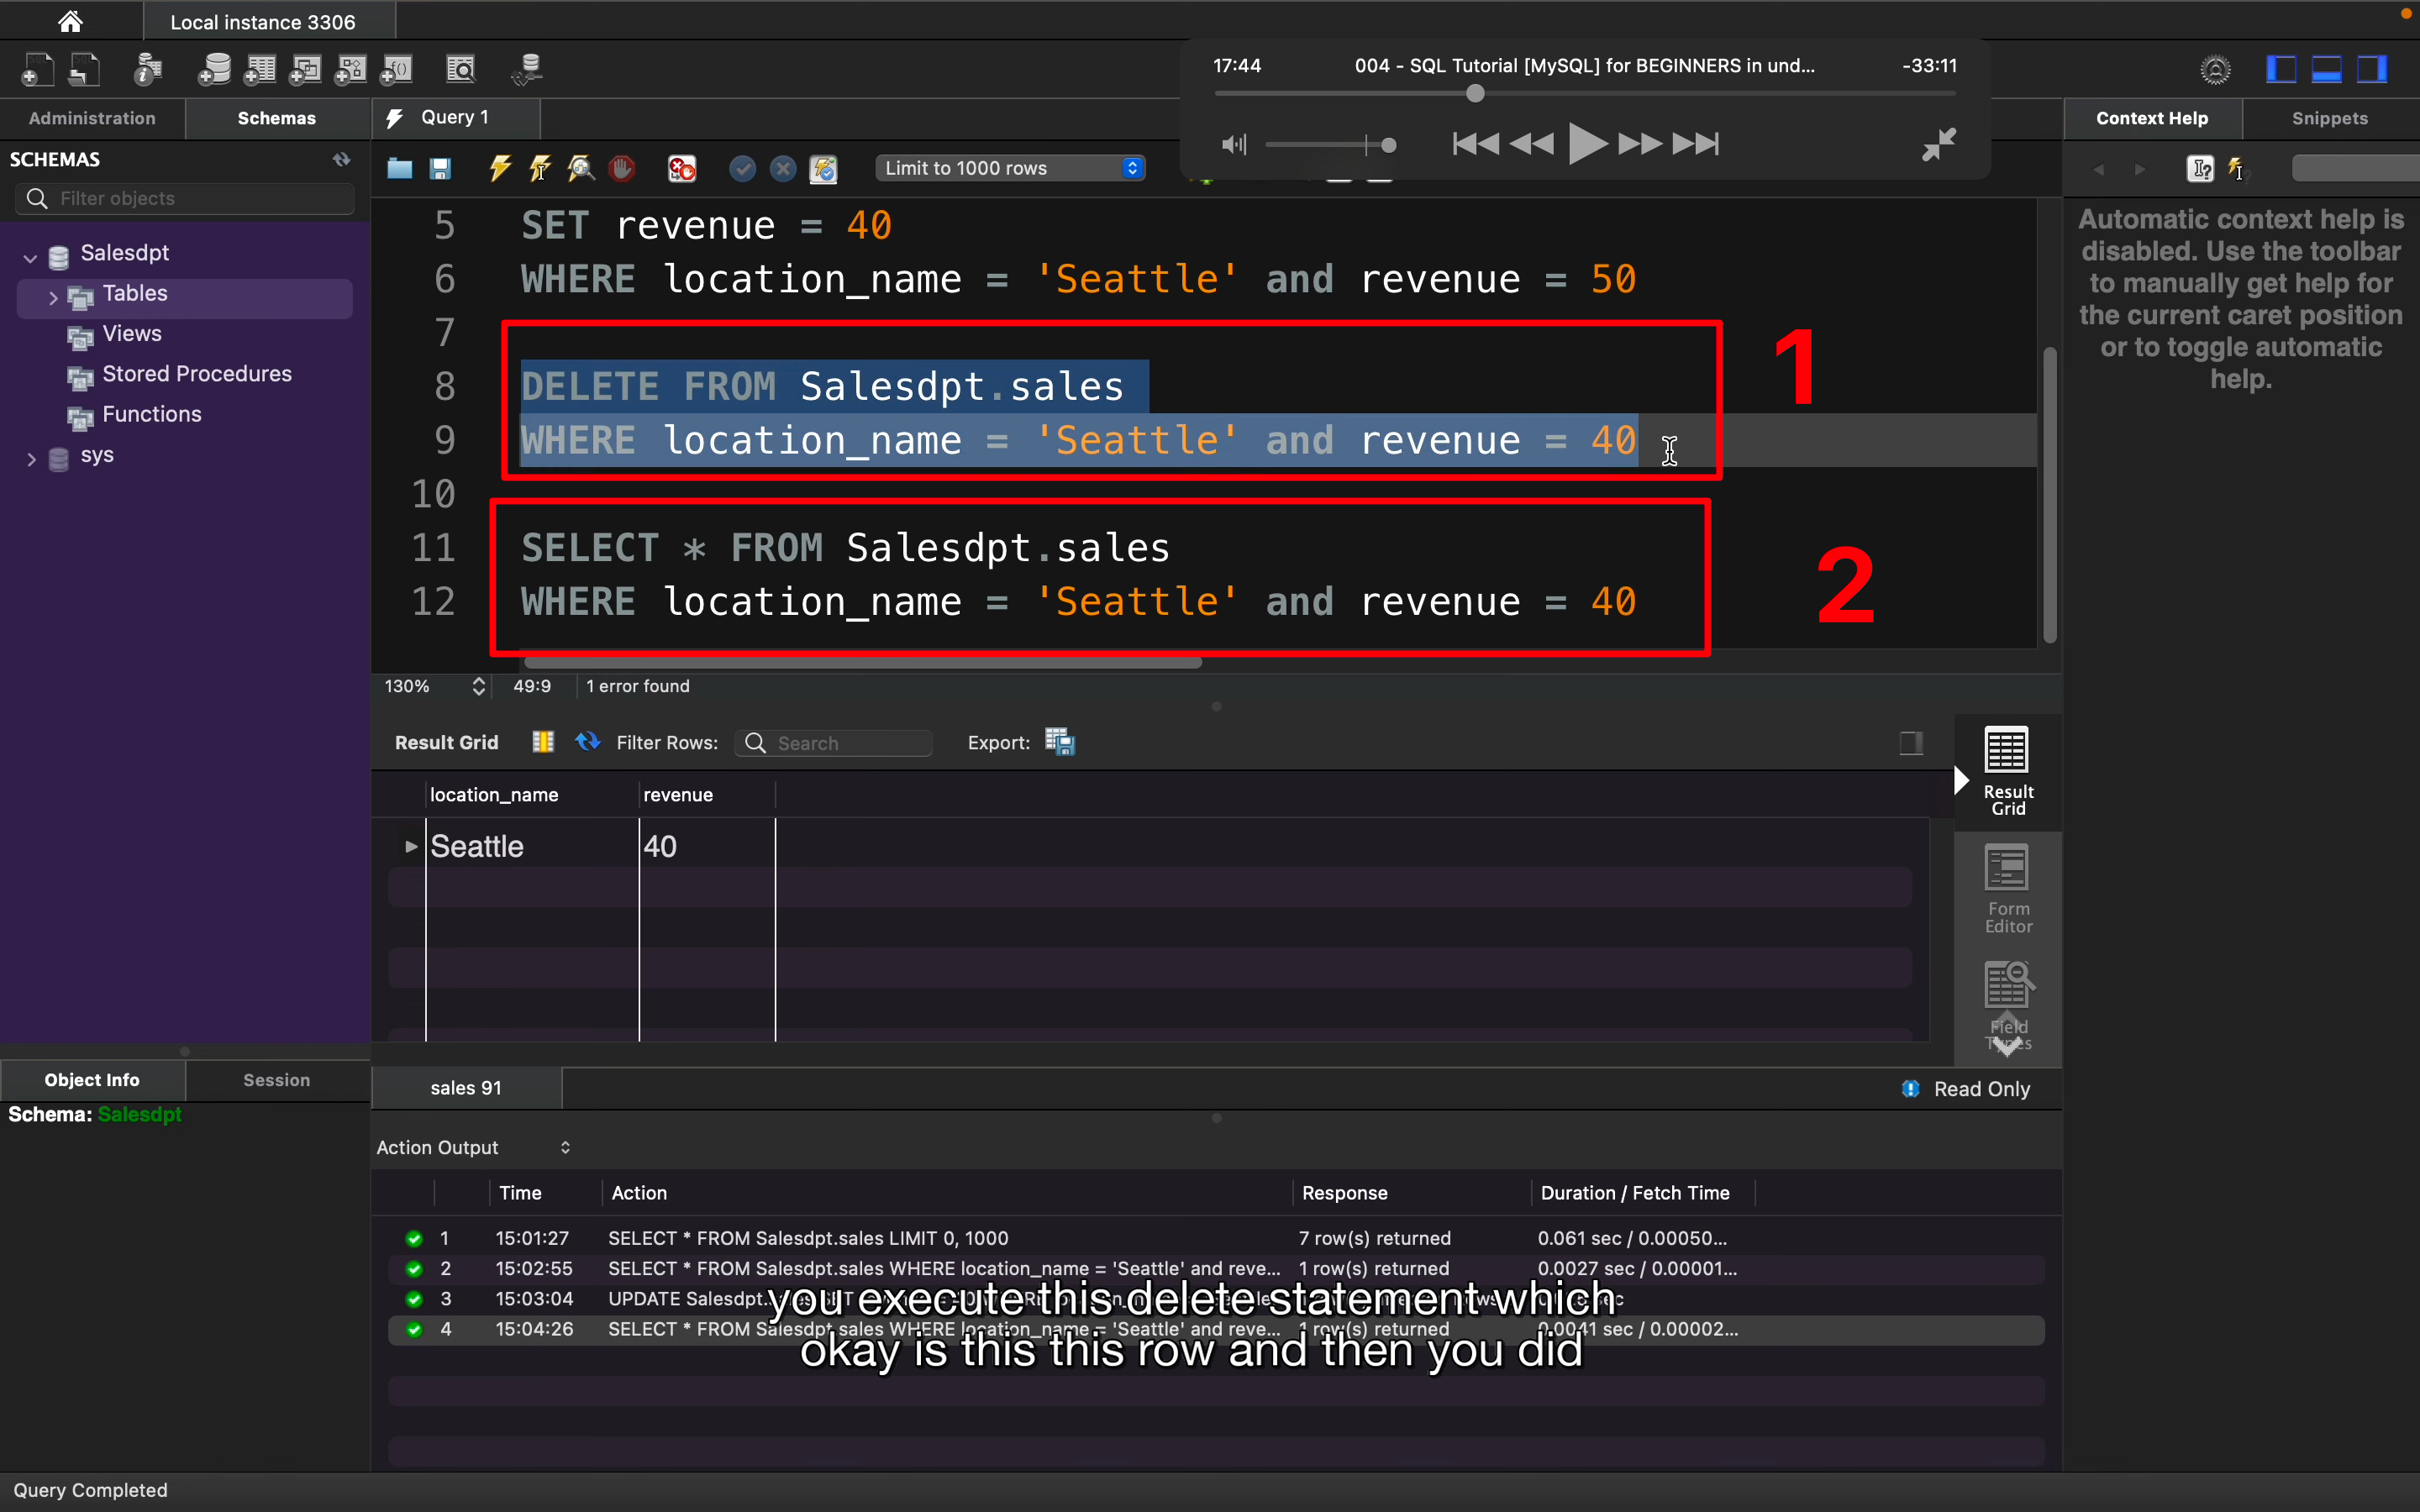 Local instance 3306
17:44 004 - SQL Tutorial [MySQL] for BEGINNERS in und... -33:11
Administration Schemas
Query 1
Context Help Snippets
SCHEMAS
Limit to 1000 rows
Filter objects
Salesdpt
Tables
Views
Stored Procedures
Functions
sys
5 SET revenue = 40
6 WHERE location_name = 'Seattle' and revenue = 50
7
8 DELETE FROM Salesdpt.sales
9 WHERE location_name = 'Seattle' and revenue = 40
10
11 SELECT * FROM Salesdpt.sales
12 WHERE location_name = 'Seattle' and revenue = 40
1
2
Automatic context help is
disabled. Use the toolbar
to manually get help for
the current caret position
or to toggle automatic
help.
130% 49:9 1 error found
Result Grid Filter Rows: Search Export:
location_name revenue
Seattle 40
Result
Grid
Form
Editor
Field
Types
Object Info Session
Schema: Salesdpt
sales 91 Read Only
Action Output
Time Action Response Duration / Fetch Time
1 15:01:27 SELECT * FROM Salesdpt.sales LIMIT 0, 1000 7 row(s) returned 0.061 sec / 0.00050...
2 15:02:55 SELECT * FROM Salesdpt.sales WHERE location_name = 'Seattle' and reve... 1 row(s) returned 0.0027 sec / 0.00001...
3 15:03:04 UPDATE
4 15:04:26 SELECT * FROM Salesdpt.sales WHERE location_name = 'Seattle' and reve... 1 row(s) returned 0.0041 sec / 0.00002...
you execute this delete statement which
okay is this this row and then you did
Query Completed